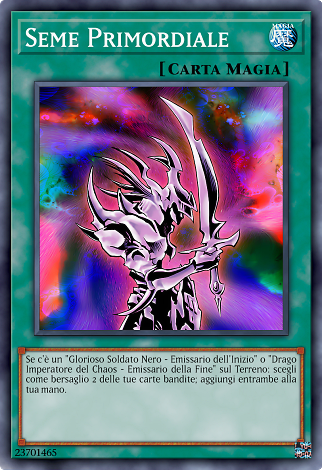 Seme Primordiale
MAGIA
魔
[Carta Magia]
Se c'è un "Glorioso Soldato Nero - Emissario dell'Inizio" o "Drago
Imperatore del Chaos - Emissario della Fine" sul Terreno: scegli
come bersaglio 2 delle tue carte bandite; aggiungi entrambe alla
tua mano.
23701465